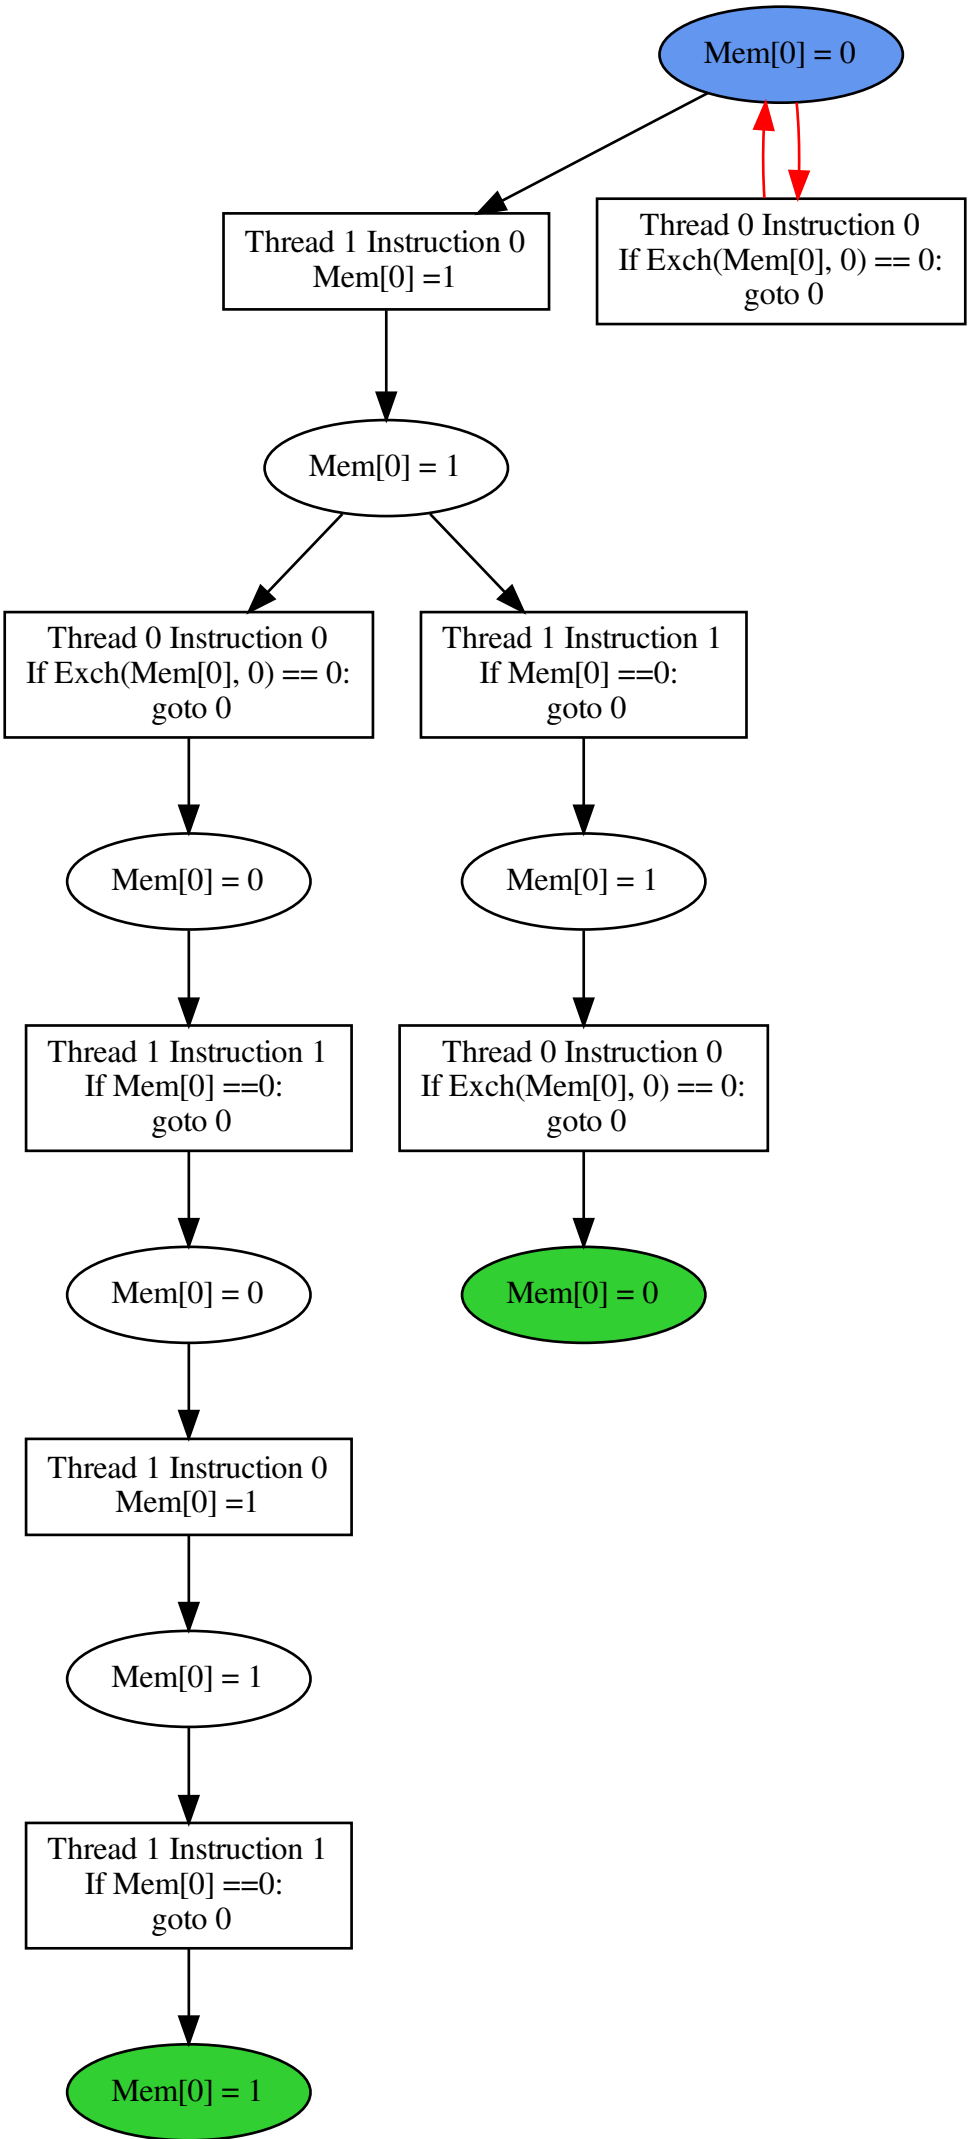 Mem[0] = 0
Thread 1 Instruction 0
Mem[0] =1
Thread 0 Instruction 0
If Exch(Mem[0], 0) == 0:
goto 0
Mem[0] = 1
Thread 0 Instruction 0
If Exch(Mem[0], 0) == 0:
goto 0
Thread 1 Instruction 1
If Mem[0] ==0:
goto 0
Mem[0] = 0
Mem[0] = 1
Thread 1 Instruction 1
If Mem[0] ==0:
goto 0
Thread 0 Instruction 0
If Exch(Mem[0], 0) == 0:
goto 0
Mem[0] = 0
Mem[0] = 0
Thread 1 Instruction 0
Mem[0] =1
Mem[0] = 1
Thread 1 Instruction 1
If Mem[0] ==0:
goto 0
Mem[0] = 1